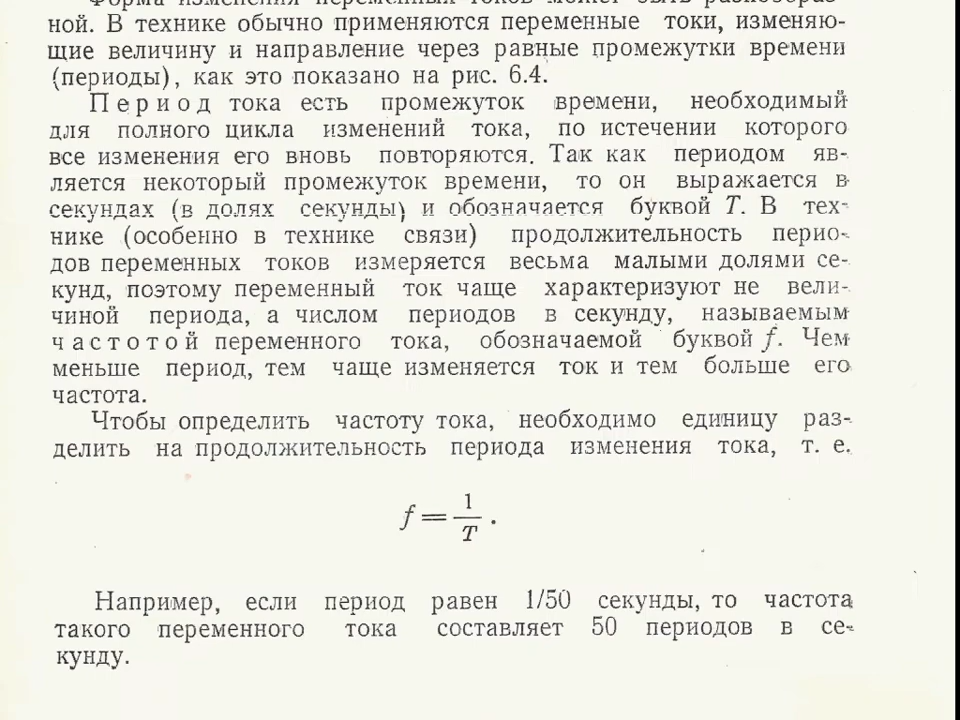 Форма изменения переменных токов может быть разнообраз-
ной. В технике обычно применяются переменные токи, изменяю-
щие величину и направление через равные промежутки времени
(периоды), как это показано на рис. 6.4.
Период тока есть промежуток времени, необходимый
для полного цикла изменений тока, по истечении которого
все изменения его вновь повторяются. Так как периодом яв-
ляется некоторый промежуток времени, то он выражается в
секундах (в долях секунды) и обозначается буквой T. В тех-
нике (особенно в технике связи) продолжительность перио-
дов переменных токов измеряется весьма малыми долями се-
кунд, поэтому переменный ток чаще характеризуют не вели-
чиной периода, а числом периодов в секунду, называемым
частотой переменного тока, обозначаемой буквой f. Чем
меньше период, тем чаще изменяется ток и тем больше его
частота.
Чтобы определить частоту тока, необходимо единицу раз-
делить на продолжительность периода изменения тока, т. е.
f = 1/T.
Например, если период равен 1/50 секунды, то частота
такого переменного тока составляет 50 периодов в се-
кунду.